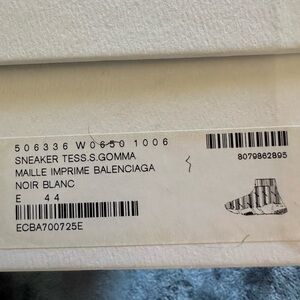 506336 W0650 1006
SNEAKER TESS.S.GOMMA
MAILLE IMPRIME BALENCIAGA
NOIR BLANC
E 44
ECBA700725E
8079862895